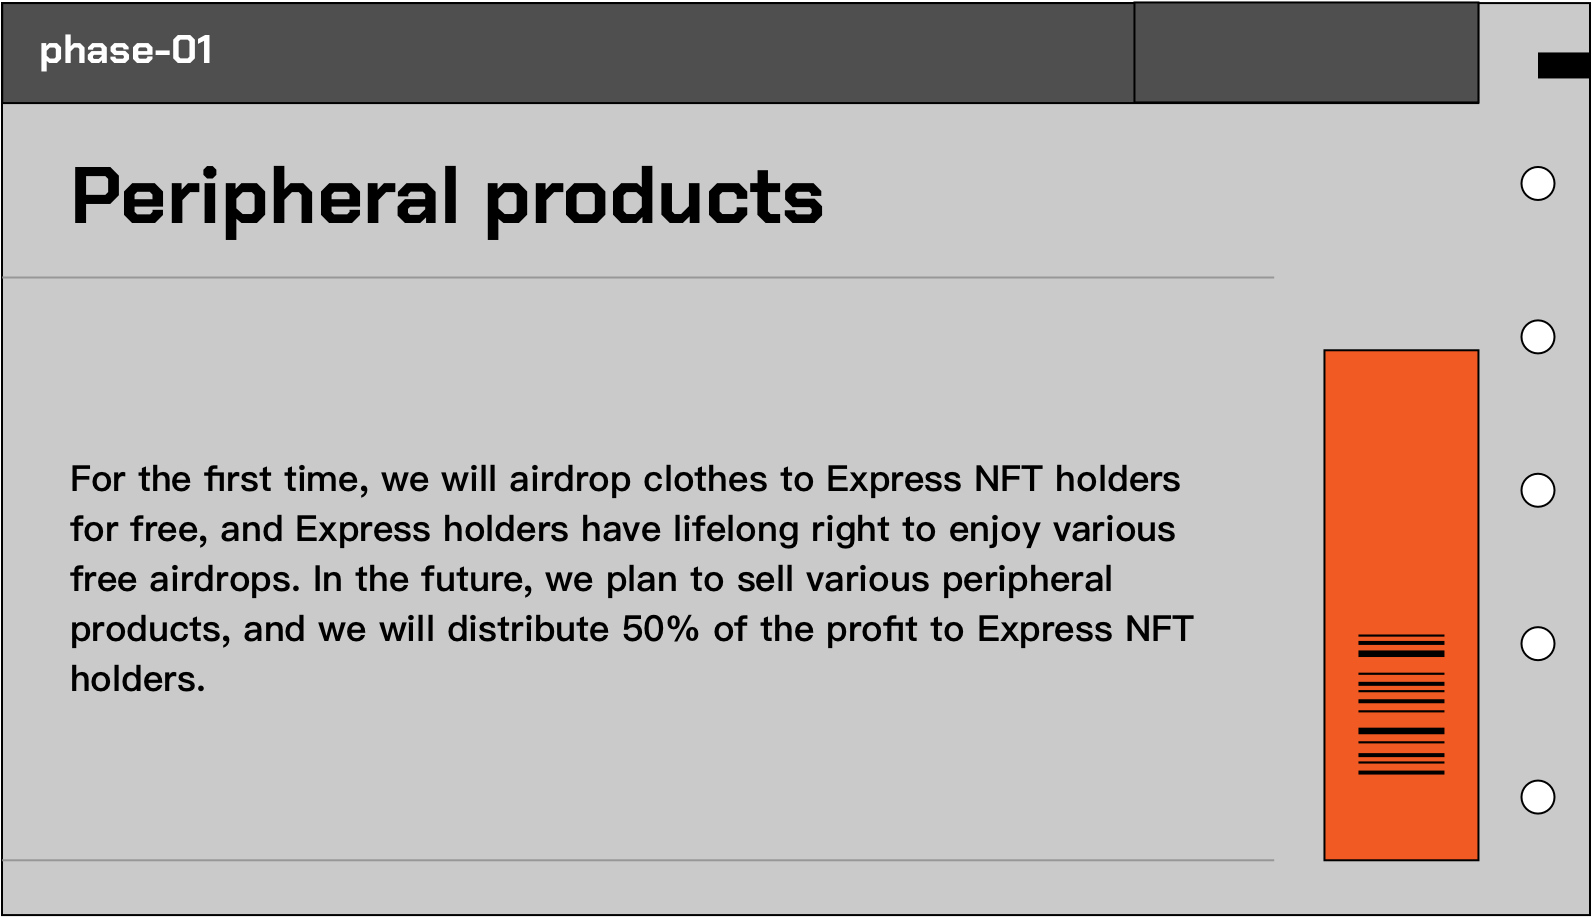 phase-01
Peripheral products
For the first time, we will airdrop clothes to Express NFT holders
for free, and Express holders have lifelong right to enjoy various
free airdrops. In the future, we plan to sell various peripheral
products, and we will distribute 50% of the profit to Express NFT
holders.